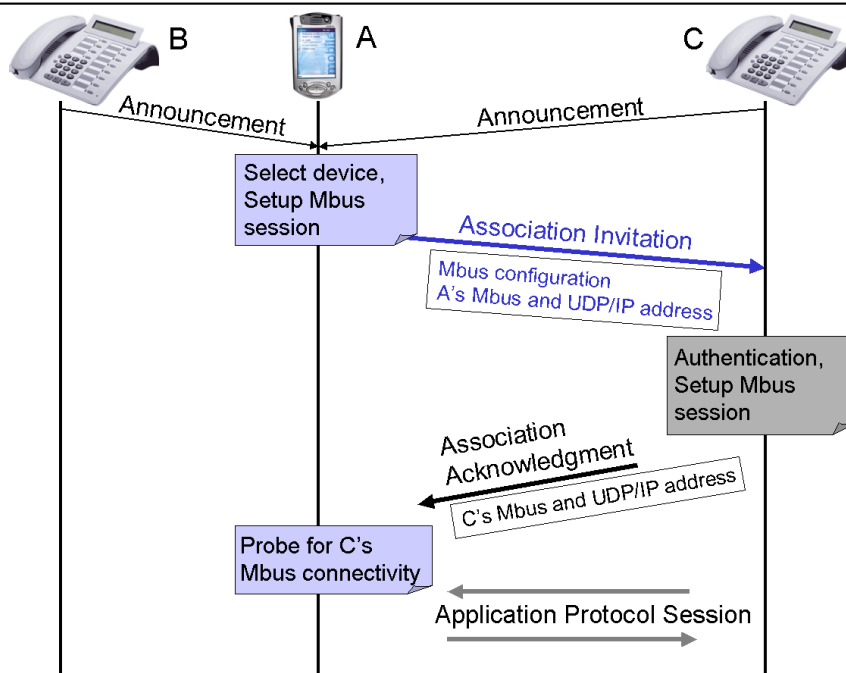 B
A
C
Announcement
Announcement
Select device,
Setup Mbus
session
Association Invitation
Mbus configuration
A's Mbus and UDP/IP address
Authentication,
Setup Mbus
session
Association
Acknowledgment
C's Mbus and UDP/IP address
Probe for C's
Mbus connectivity
Application Protocol Session